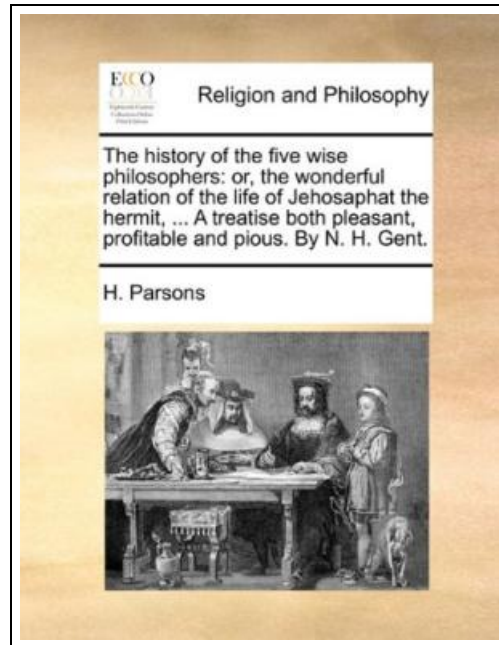 ECCO
Religion and Philosophy
The history of the five wise
philosophers: or, the wonderful
relation of the life of Jehosaphat the
hermit, ... A treatise both pleasant,
profitable and pious. By N. H. Gent.
H. Parsons